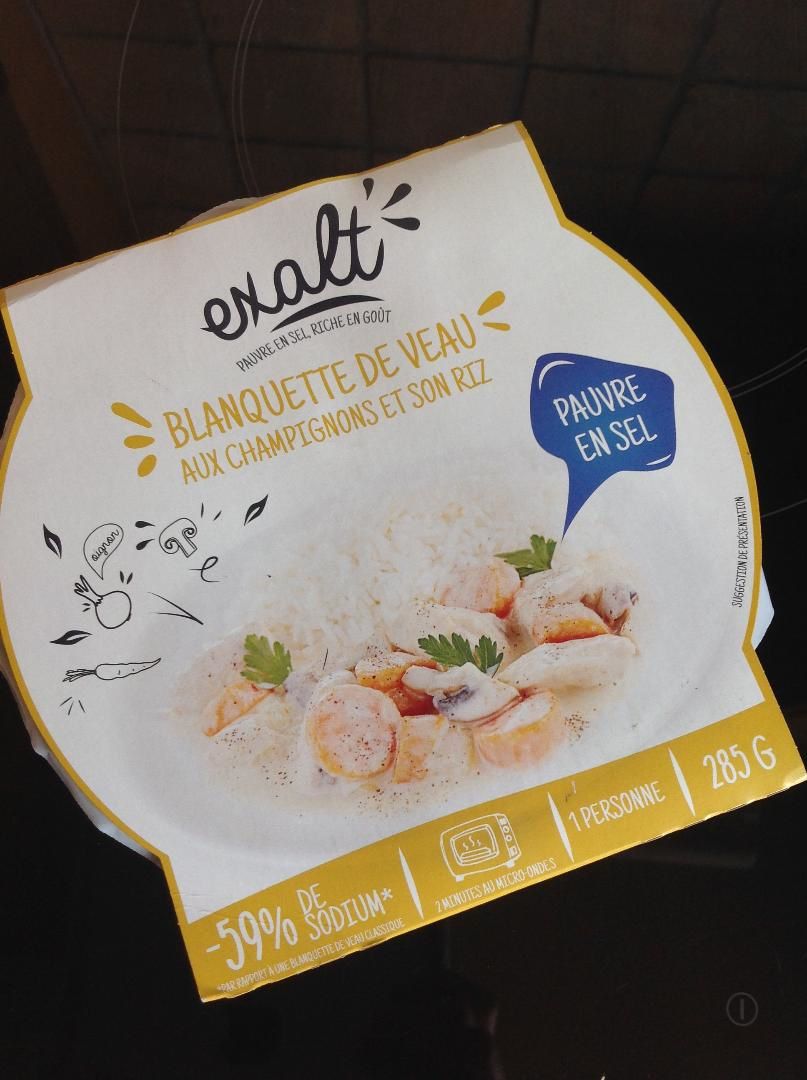 exalt
PAUVRE EN SEL, RICHE EN GOÛT
BLANQUETTE DE VEAU
AUX CHAMPIGNONS ET SON RIZ
PAUVRE
EN SEL
oignon
SUGGESTION DE PRÉSENTATION
-59% DE
SODIUM*
*PAR RAPPORT À UNE BLANQUETTE DE VEAU CLASSIQUE
2 MINUTES AU MICRO-ONDES
1 PERSONNE
285 G